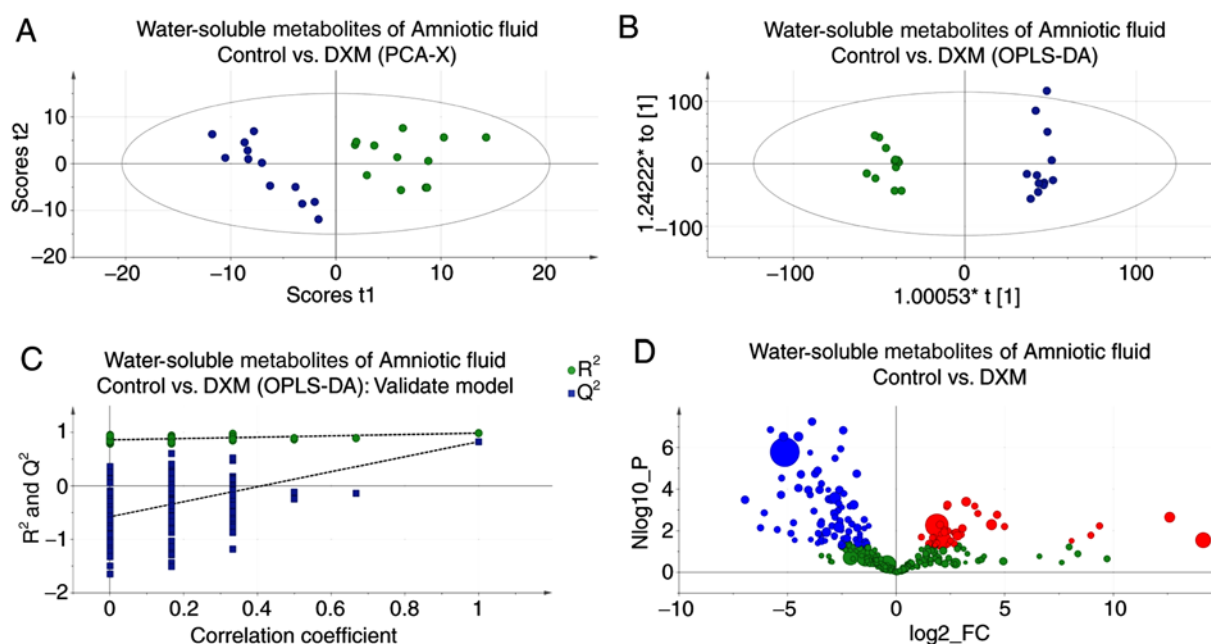 A
Water-soluble metabolites of Amniotic fluid
Control vs. DXM (PCA-X)
Scores t2
10
0
−10
−20
−20
−10
0
10
20
Scores t1
B
Water-soluble metabolites of Amniotic fluid
Control vs. DXM (OPLS-DA)
1.24222* to [1]
100
0
−100
−100
0
100
1.00053* t [1]
C
Water-soluble metabolites of Amniotic fluid
Control vs. DXM (OPLS-DA): Validate model
R²
Q²
R² and Q²
1
0
−1
−2
0
0.2
0.4
0.6
0.8
1
Correlation coefficient
D
Water-soluble metabolites of Amniotic fluid
Control vs. DXM
Nlog10_P
6
4
2
0
−10
−5
0
5
10
log2_FC